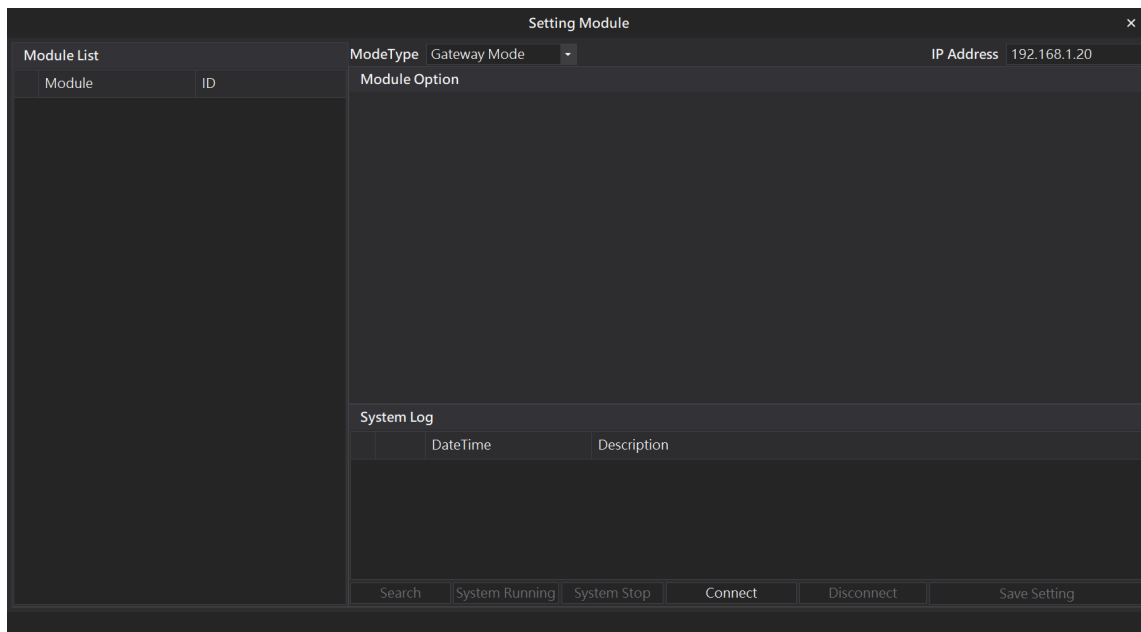 Setting Module
×
Module List
Module ID
ModeType Gateway Mode
IP Address 192.168.1.20
Module Option
System Log
DateTime Description
Search System Running System Stop Connect Disconnect Save Setting